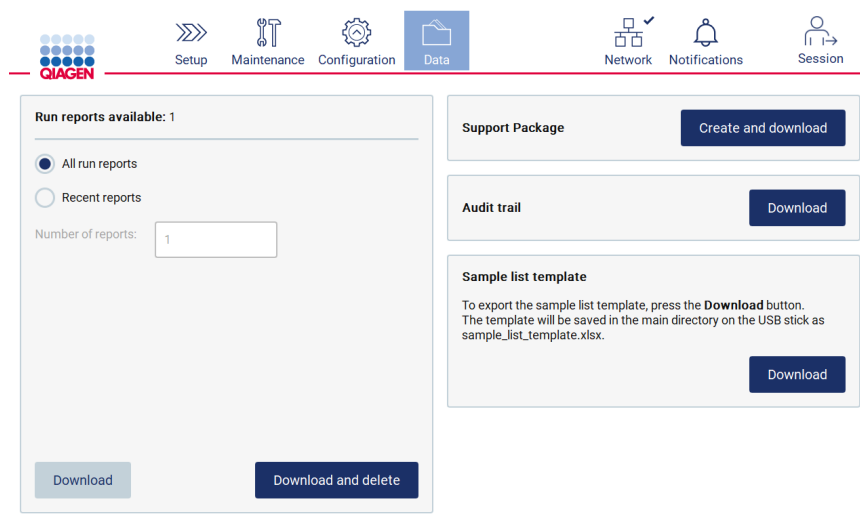 QIAGEN
Setup
Maintenance
Configuration
Data
Network
Notifications
Session
Run reports available: 1
All run reports
Recent reports
Number of reports: 1
Download
Download and delete
Support Package
Create and download
Audit trail
Download
Sample list template
To export the sample list template, press the Download button.
The template will be saved in the main directory on the USB stick as
sample_list_template.xlsx.
Download